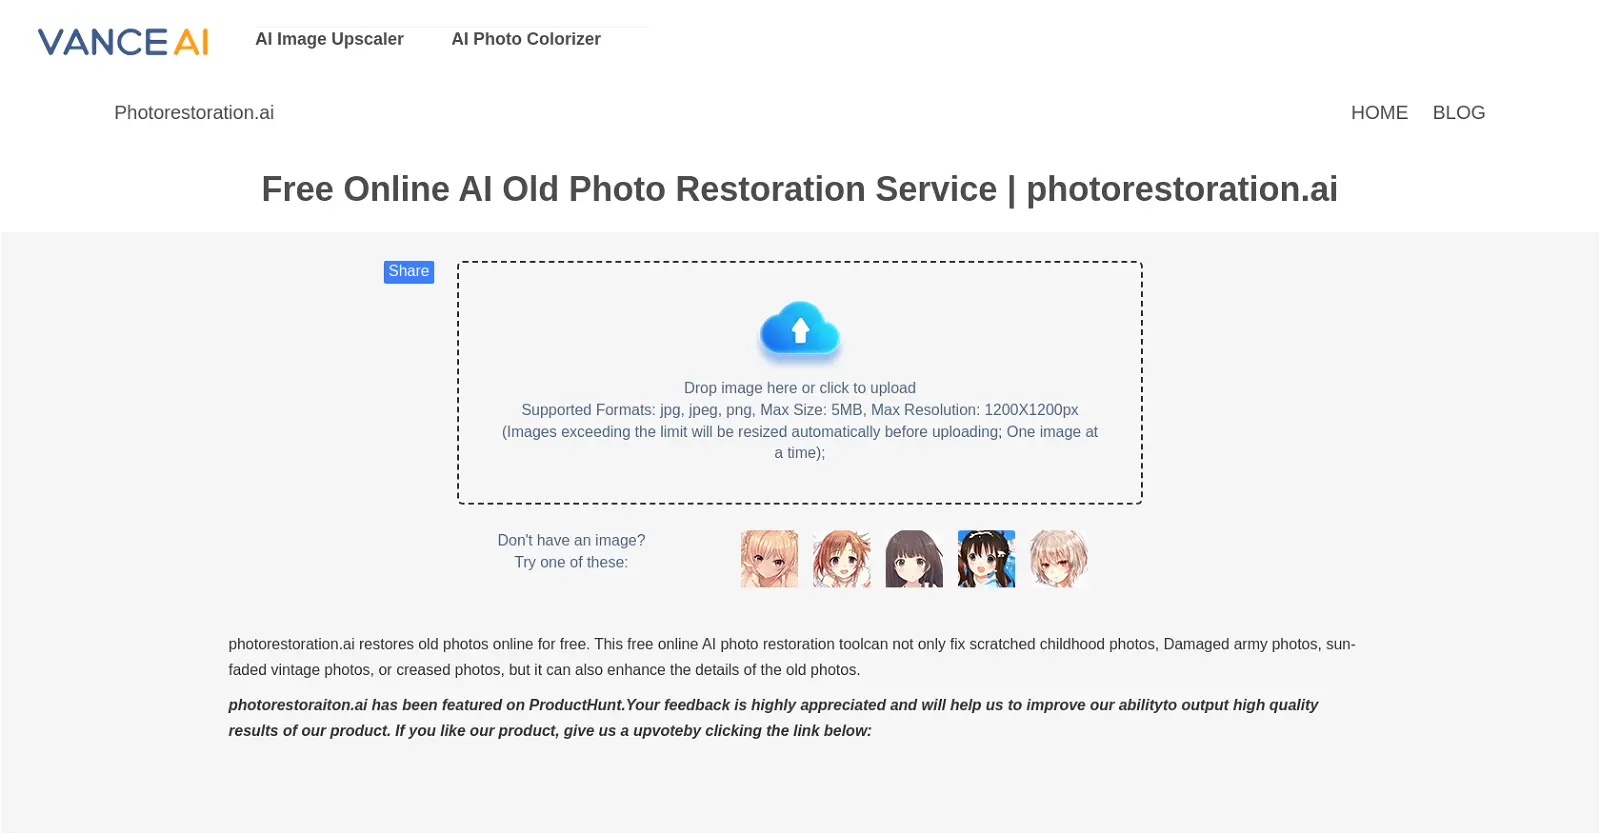 VANCE AI
AI Image Upscaler
AI Photo Colorizer
Photorestoration.ai
HOME
BLOG
Free Online AI Old Photo Restoration Service | photorestoration.ai
Share
Drop image here or click to upload
Supported Formats: jpg, jpeg, png, Max Size: 5MB, Max Resolution: 1200X1200px
(Images exceeding the limit will be resized automatically before uploading; One image at
a time);
Don't have an image?
Try one of these:
photorestoration.ai restores old photos online for free. This free online AI photo restoration toolcan not only fix scratched childhood photos, Damaged army photos, sun-
faded vintage photos, or creased photos, but it can also enhance the details of the old photos.
photorestoraiton.ai has been featured on ProductHunt.Your feedback is highly appreciated and will help us to improve our abilityto output high quality
results of our product. If you like our product, give us a upvoteby clicking the link below: